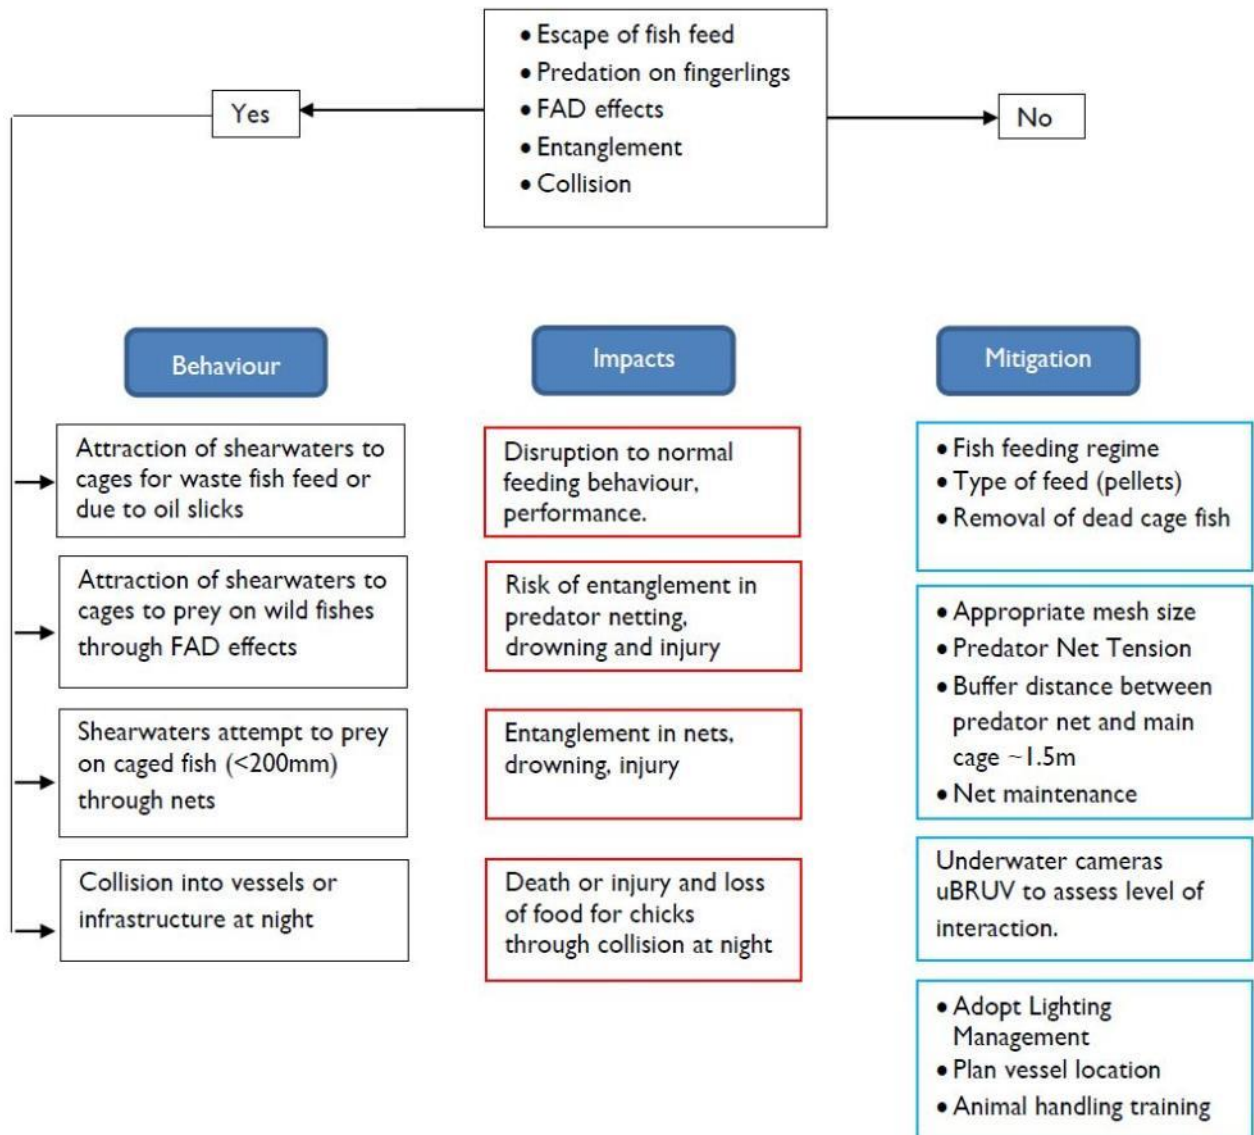 • Escape of fish feed
• Predation on fingerlings
• FAD effects
• Entanglement
• Collision
Yes
No
Behaviour
Impacts
Mitigation
Attraction of shearwaters to
cages for waste fish feed or
due to oil slicks
Disruption to normal
feeding behaviour,
performance.
• Fish feeding regime
• Type of feed (pellets)
• Removal of dead cage fish
Attraction of shearwaters to
cages to prey on wild fishes
through FAD effects
Risk of entanglement in
predator netting,
drowning and injury
• Appropriate mesh size
• Predator Net Tension
• Buffer distance between
predator net and main
cage ~1.5m
• Net maintenance
Shearwaters attempt to prey
on caged fish (<200mm)
through nets
Entanglement in nets,
drowning, injury
Underwater cameras
uBRUV to assess level of
interaction.
Collision into vessels or
infrastructure at night
Death or injury and loss
of food for chicks
through collision at night
• Adopt Lighting
Management
• Plan vessel location
• Animal handling training